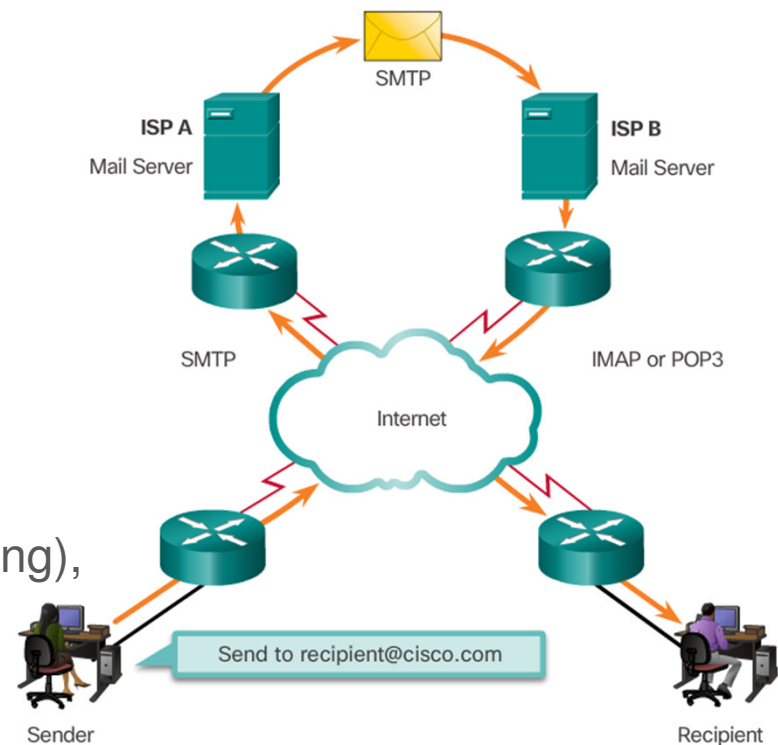 SMTP
ISP A
Mail Server
ISP B
Mail Server
SMTP
IMAP or POP3
Internet
ng),
Send to recipient@cisco.com
Sender
Recipient